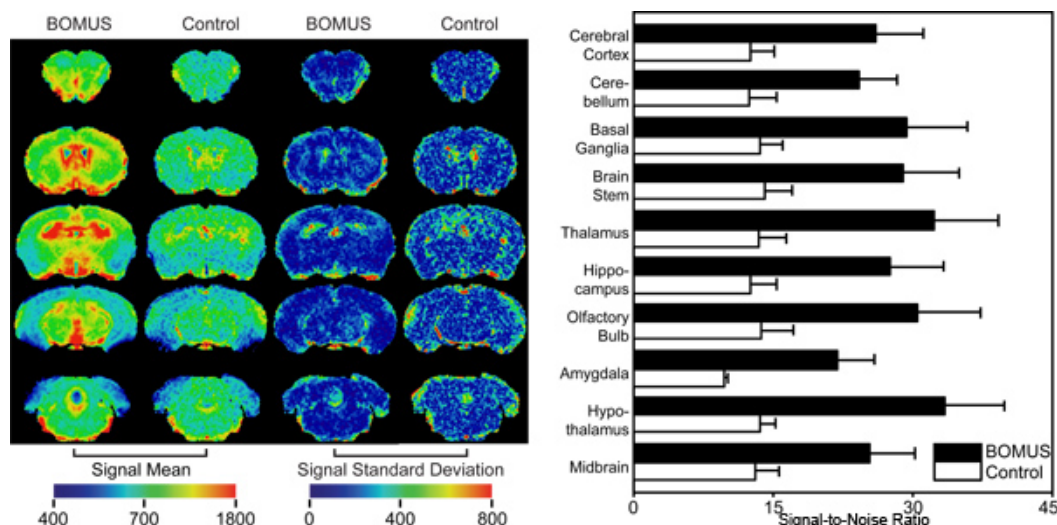 BOMUS Control BOMUS Control
Signal Mean Signal Standard Deviation
400 700 1800 0 400 800
Cerebral
Cortex
Cere-
bellum
Basal
Ganglia
Brain
Stem
Thalamus
Hippo-
campus
Olfactory
Bulb
Amygdala
Hypo-
thalamus
Midbrain
BOMUS
Control
0 15 30 45
Signal-to-Noise Ratio